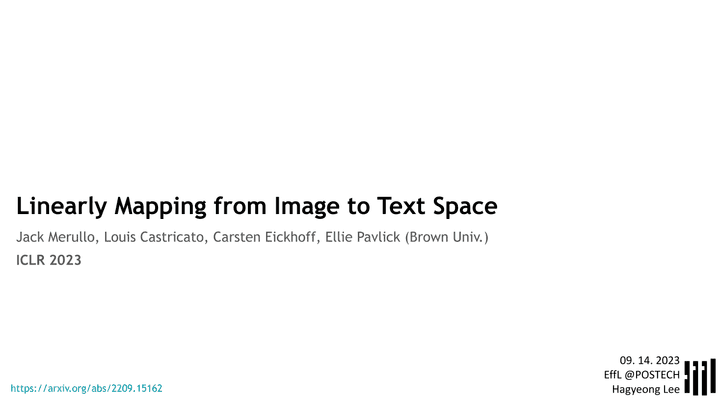 Linearly Mapping from Image to Text Space
Jack Merullo, Louis Castricato, Carsten Eickhoff, Ellie Pavlick (Brown Univ.)
ICLR 2023
09. 14. 2023
EffL @POSTECH
Hagyeong Lee
https://arxiv.org/abs/2209.15162